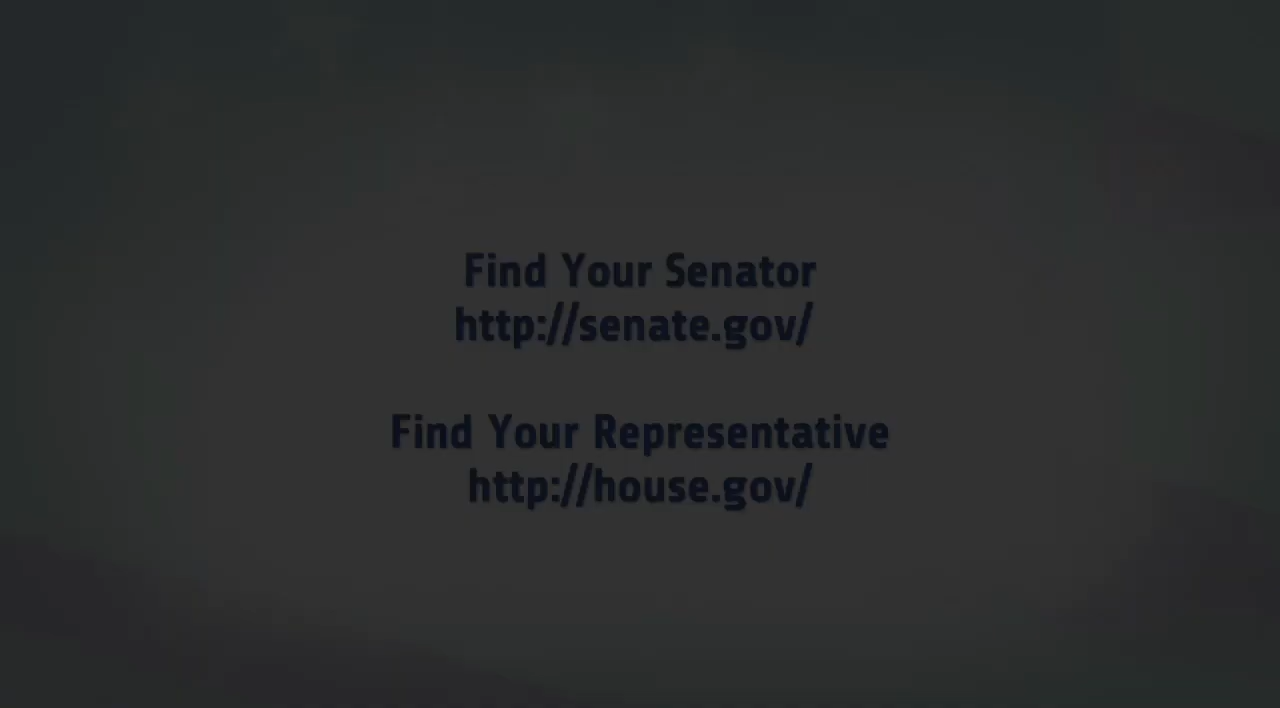 Find Your Senator
http://senate.gov/
Find Your Representative
http://house.gov/